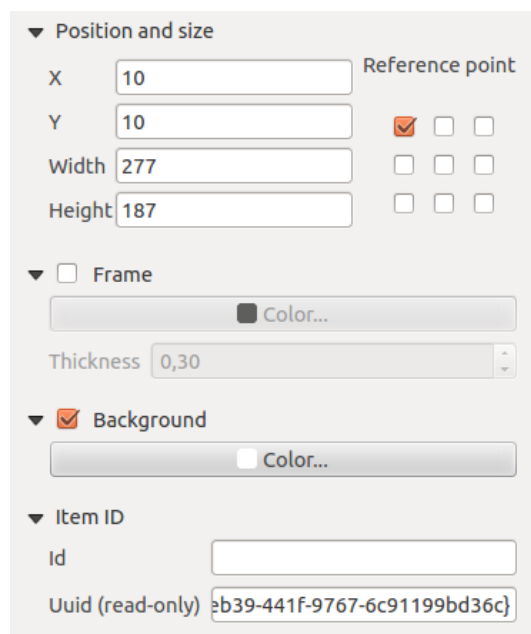 Position and size
X 10 Reference point
Y 10
Width 277
Height 187
Frame
Color...
Thickness 0,30
Background
Color...
Item ID
Id
Uuid (read-only) eb39-441f-9767-6c91199bd36c}